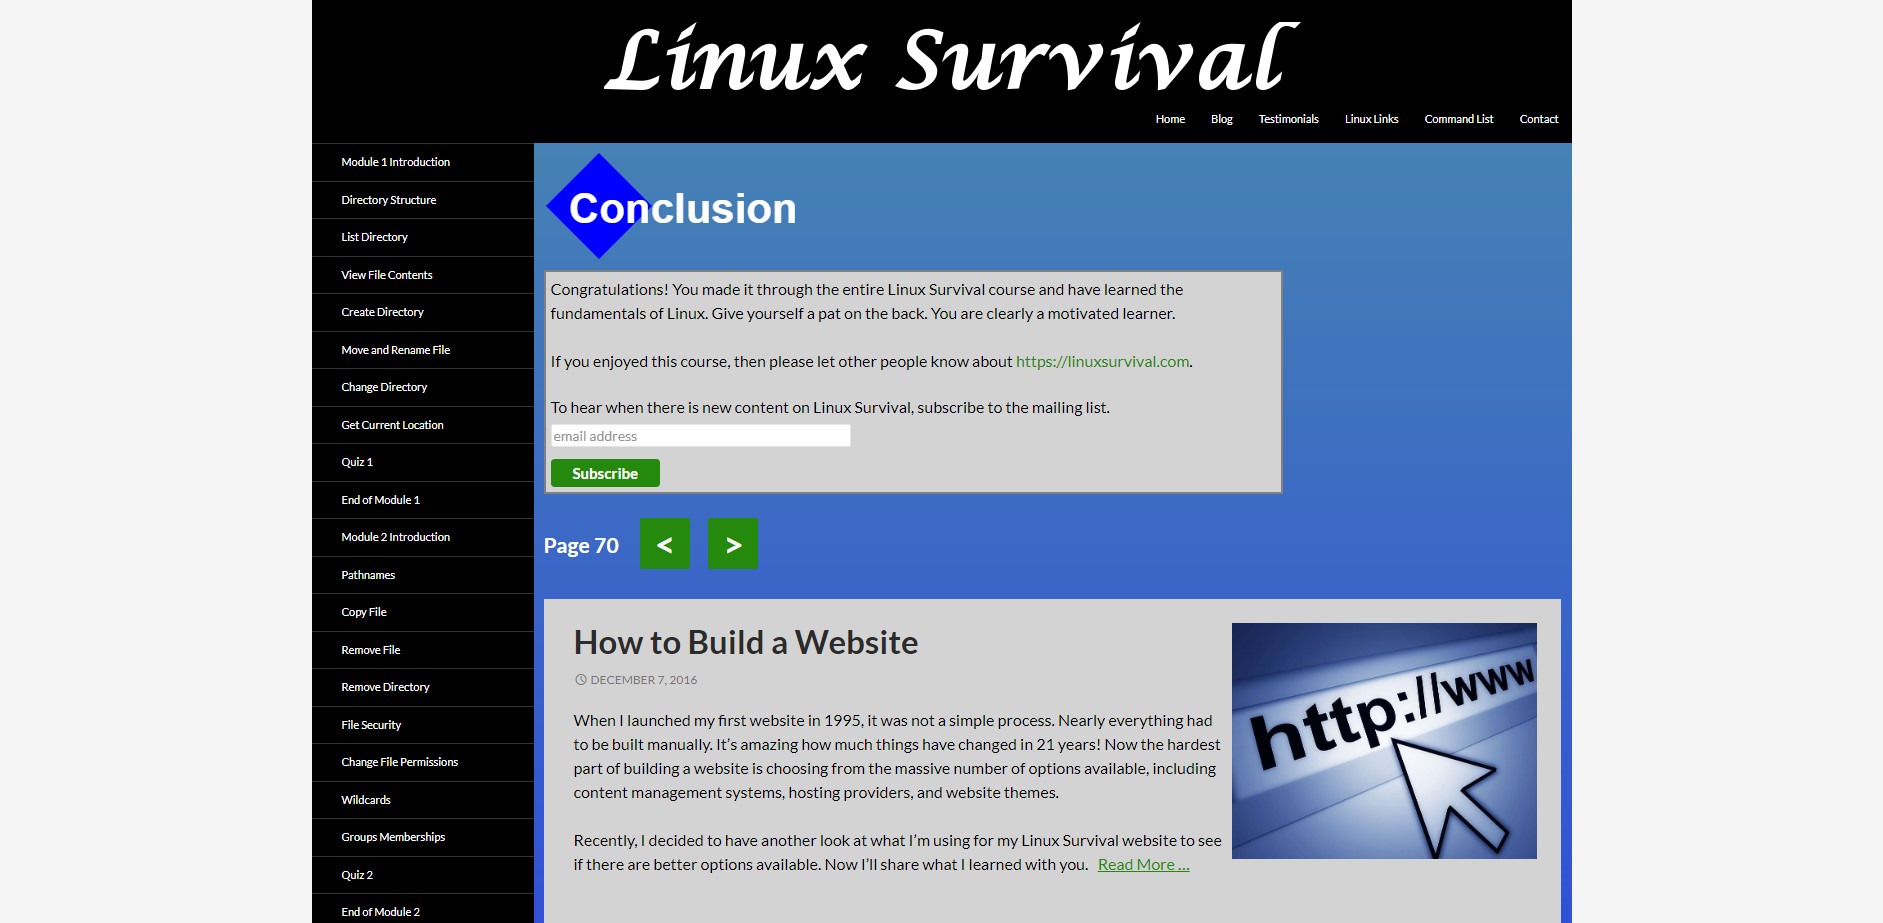 Linux Survival
Home
Blog
Testimonials
Linux Links
Command List
Contact
Module 1 Introduction
Directory Structure
List Directory
View File Contents
Create Directory
Move and Rename File
Change Directory
Get Current Location
Quiz 1
End of Module 1
Module 2 Introduction
Pathnames
Copy File
Remove File
Remove Directory
File Security
Change File Permissions
Wildcards
Groups Memberships
Quiz 2
End of Module 2
Conclusion
Congratulations! You made it through the entire Linux Survival course and have learned the
fundamentals of Linux. Give yourself a pat on the back. You are clearly a motivated learner.
If you enjoyed this course, then please let other people know about https://linuxsurvival.com.
To hear when there is new content on Linux Survival, subscribe to the mailing list.
email address
Subscribe
Page 70
<
>
How to Build a Website
DECEMBER 7, 2016
When I launched my first website in 1995, it was not a simple process. Nearly everything had
to be built manually. It’s amazing how much things have changed in 21 years! Now the hardest
part of building a website is choosing from the massive number of options available, including
content management systems, hosting providers, and website themes.
Recently, I decided to have another look at what I’m using for my Linux Survival website to see
if there are better options available. Now I’ll share what I learned with you. Read More …
http://www